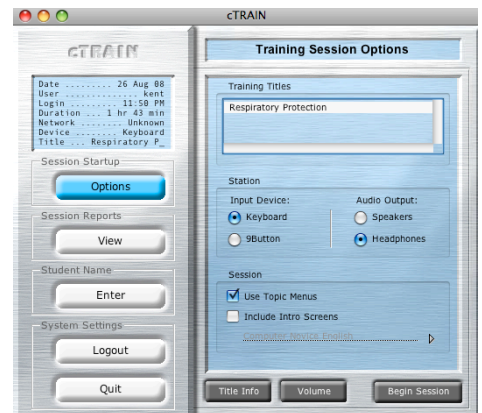 cTRAIN
cTRAIN
Date ......... 26 Aug 08
User .............. kent
Login ......... 11:50 PM
Duration ... 1 hr 43 min
Network ........ Unknown
Device ........ Keyboard
Title ... Respiratory P_
Session Startup
Options
Session Reports
View
Student Name
Enter
System Settings
Logout
Quit
Training Session Options
Training Titles
Respiratory Protection
Station
Input Device:
Audio Output:
Keyboard
Speakers
9Button
Headphones
Session
Use Topic Menus
Include Intro Screens
Computer Novice English
Title Info
Volume
Begin Session